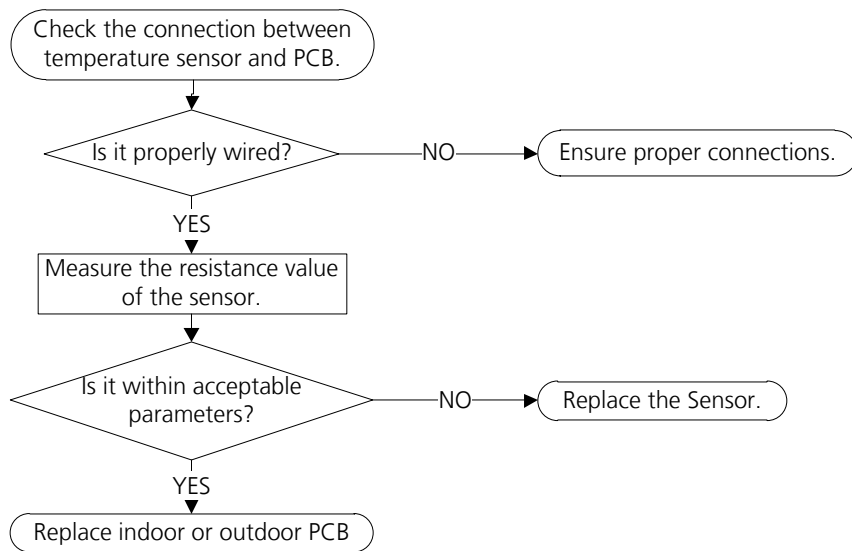 Check the connection between
temperature sensor and PCB.
Is it properly wired?
NO
Ensure proper connections.
YES
Measure the resistance value
of the sensor.
Is it within acceptable
parameters?
NO
Replace the Sensor.
YES
Replace indoor or outdoor PCB